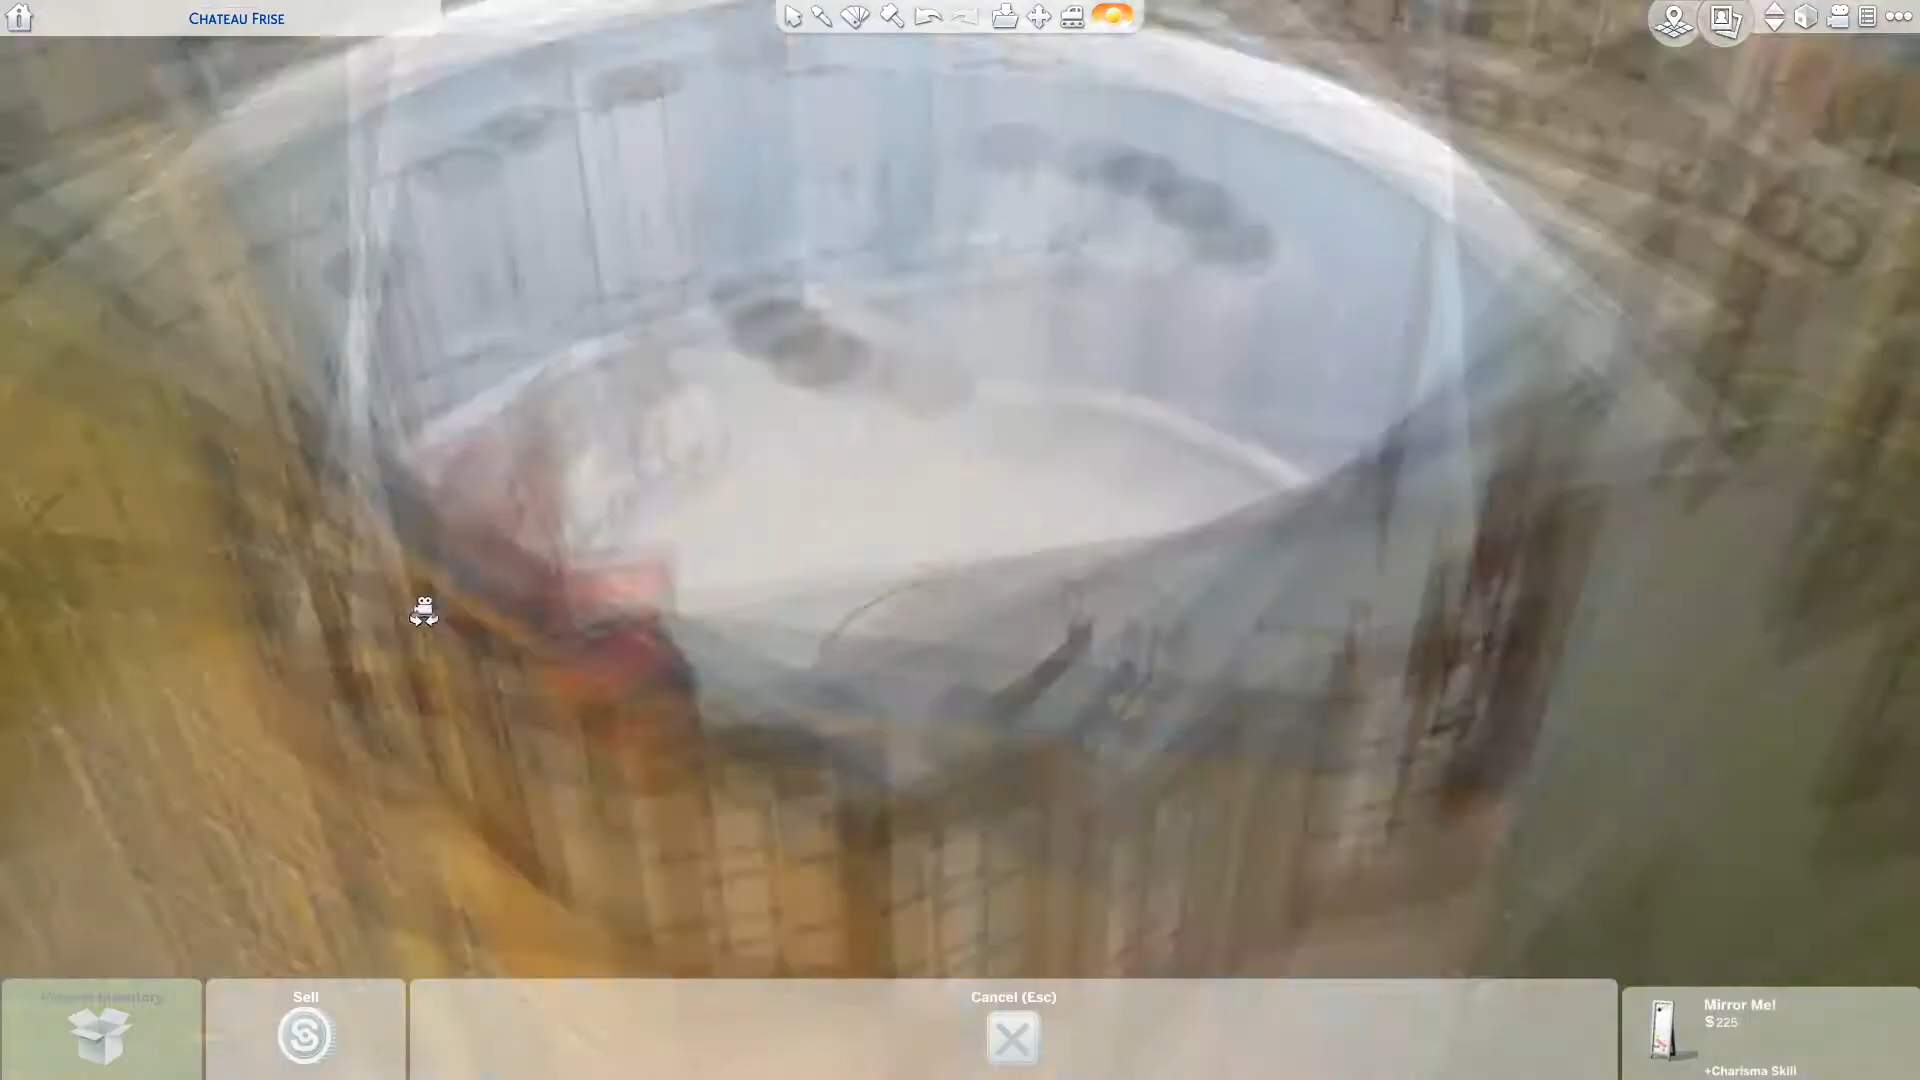 CHATEAU FRISE
Sell
Cancel (Esc)
Mirror Me!
§225
+Charisma Skill